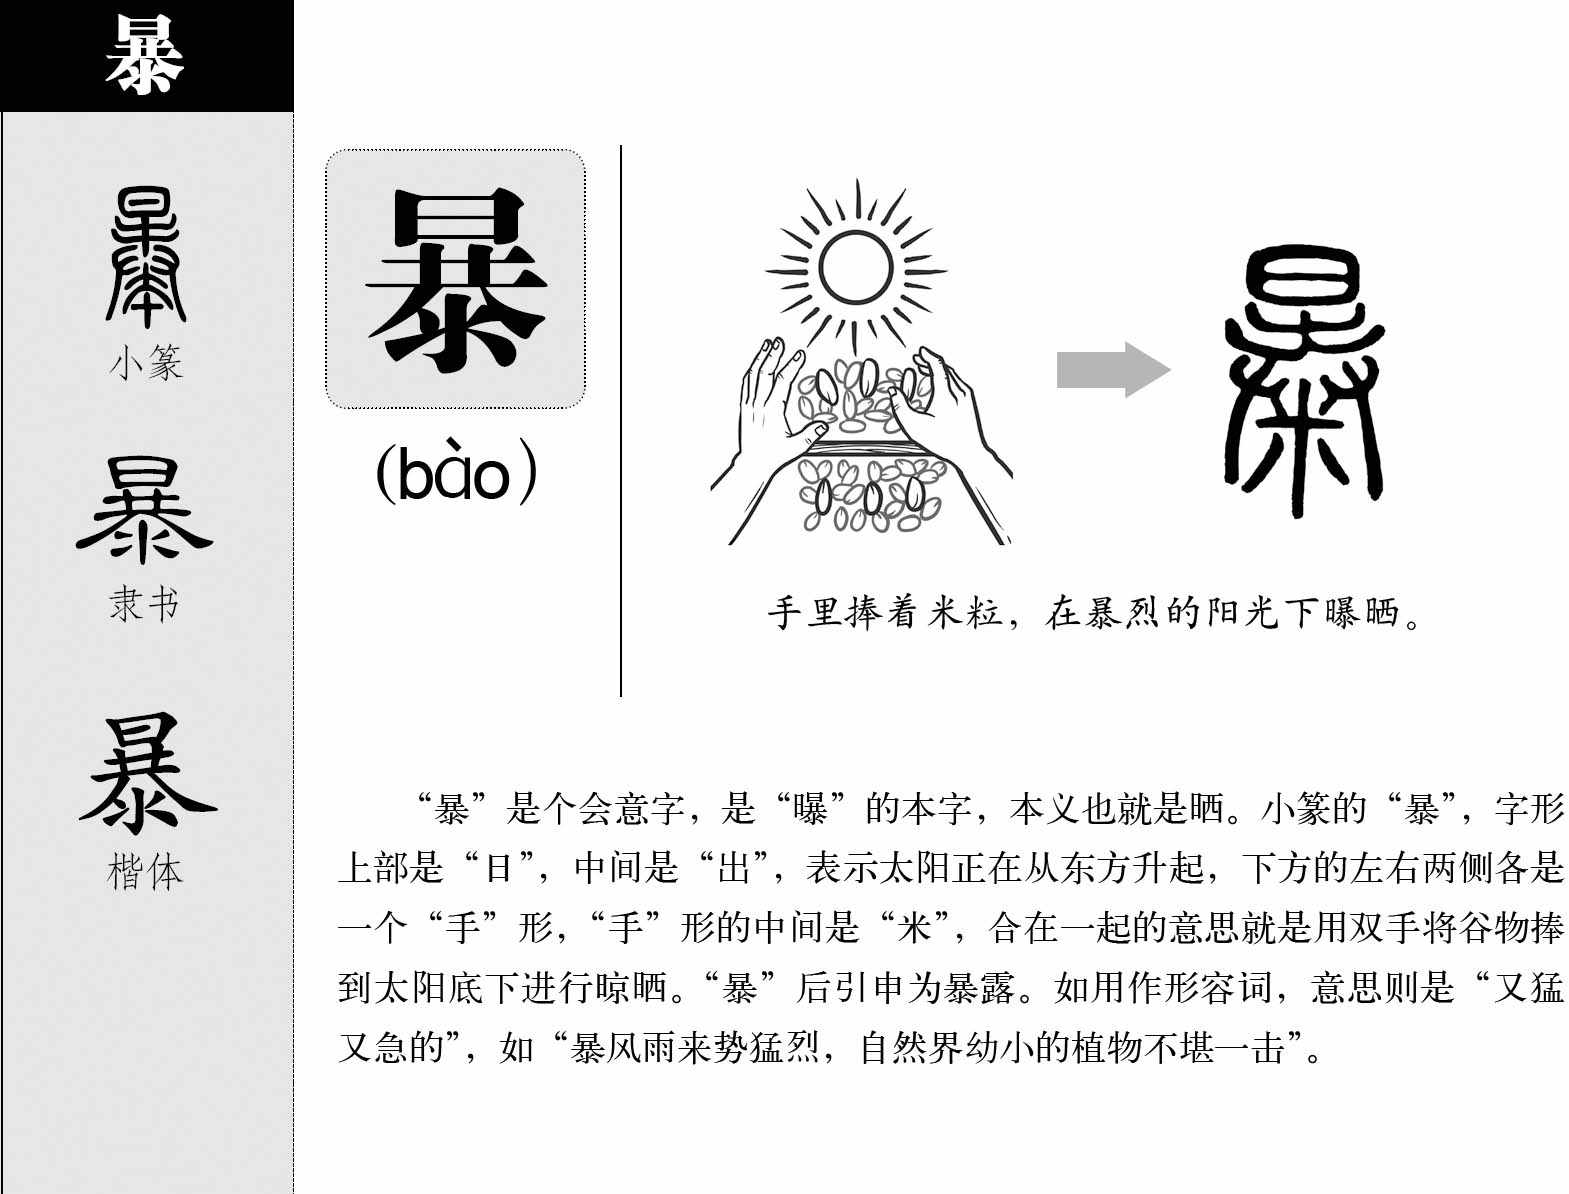 暴
小篆
隶书
楷体
暴
(bào)
手里捧着米粒，在暴烈的阳光下曝晒。
“暴”是个会意字，是“曝”的本字，本义也就是晒。小篆的“暴”，字形
上部是“日”，中间是“出”，表示太阳正在从东方升起，下方的左右两侧各是
一个“手”形，“手”形的中间是“米”，合在一起的意思就是用双手将谷物捧
到太阳底下进行晾晒。“暴”后引申为暴露。如用作形容词，意思则是“又猛
又急的”，如“暴风雨来势猛烈，自然界幼小的植物不堪一击”。